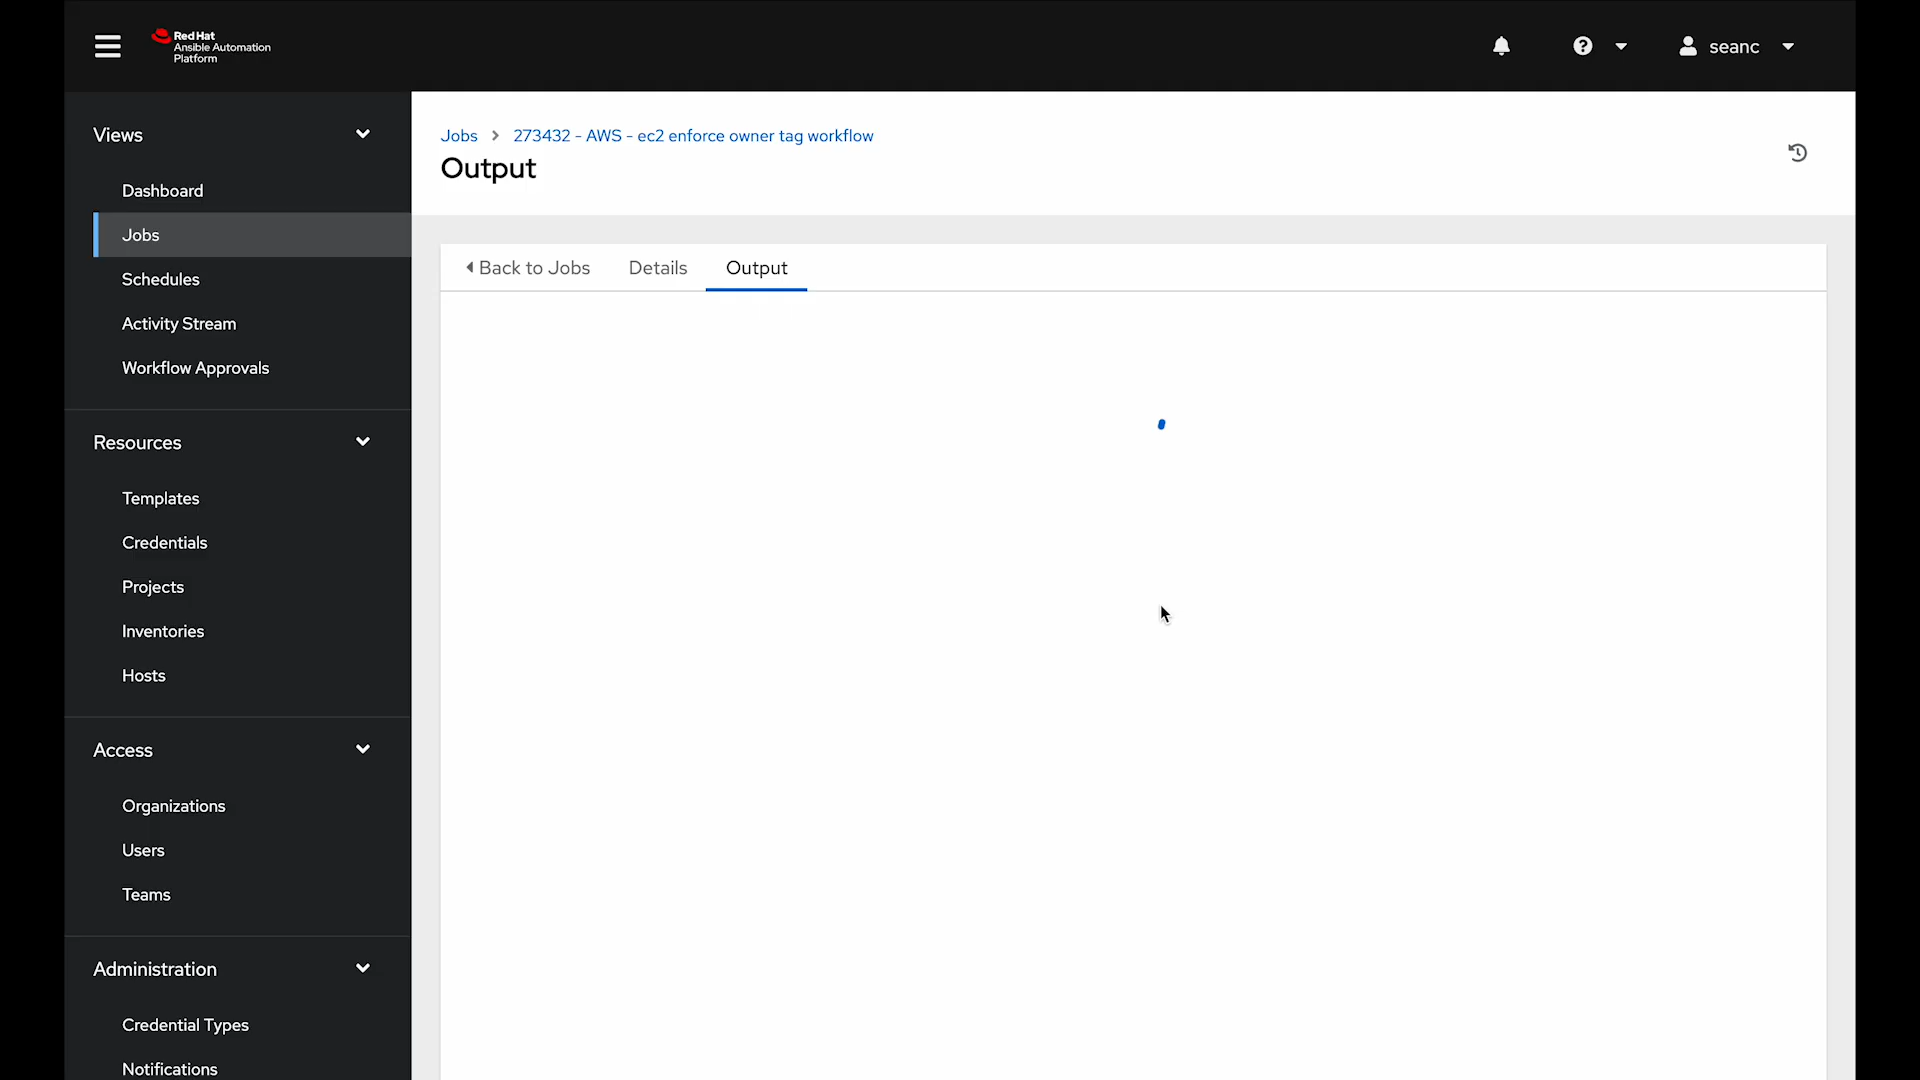 Red Hat
Ansible Automation
Platform
seanc
Views
Dashboard
Jobs
Schedules
Activity Stream
Workflow Approvals
Resources
Templates
Credentials
Projects
Inventories
Hosts
Access
Organizations
Users
Teams
Administration
Credential Types
Notifications
Jobs > 273432 - AWS - ec2 enforce owner tag workflow
Output
Back to Jobs Details Output